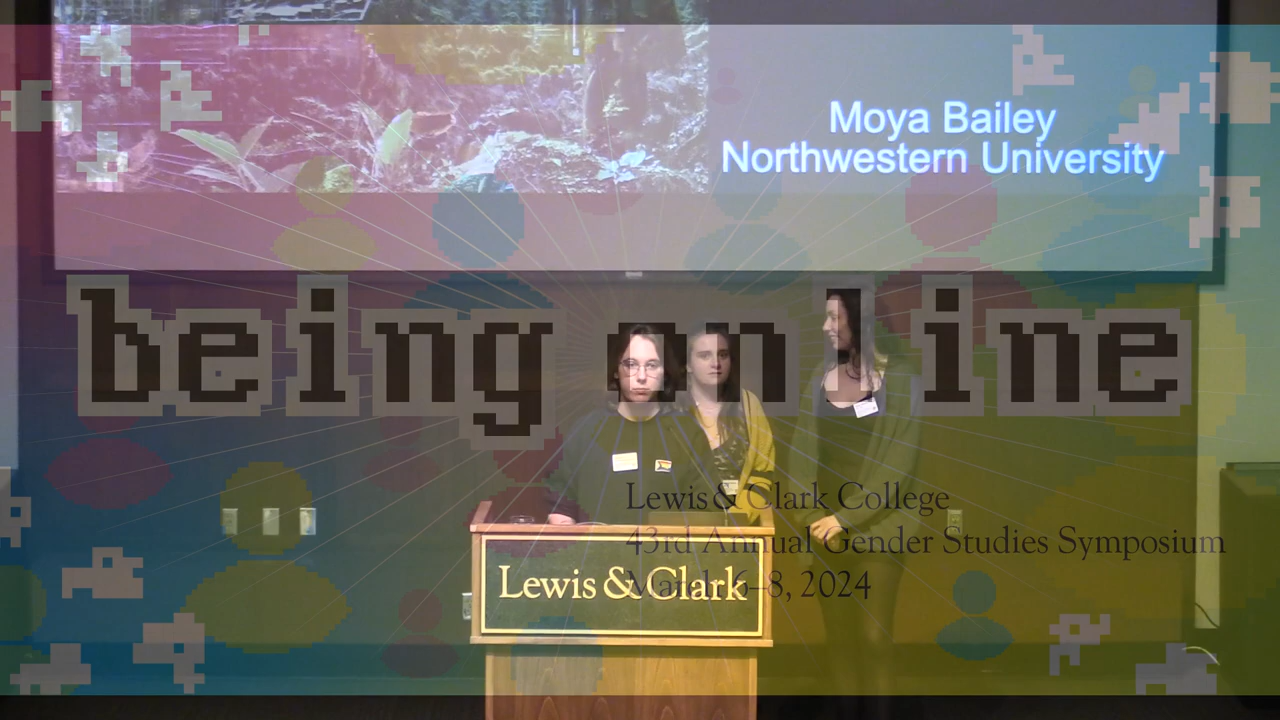 Moya Bailey
Northwestern University
being online
Lewis & Clark College
43rd Annual Gender Studies Symposium
March 6–8, 2024
Lewis & Clark